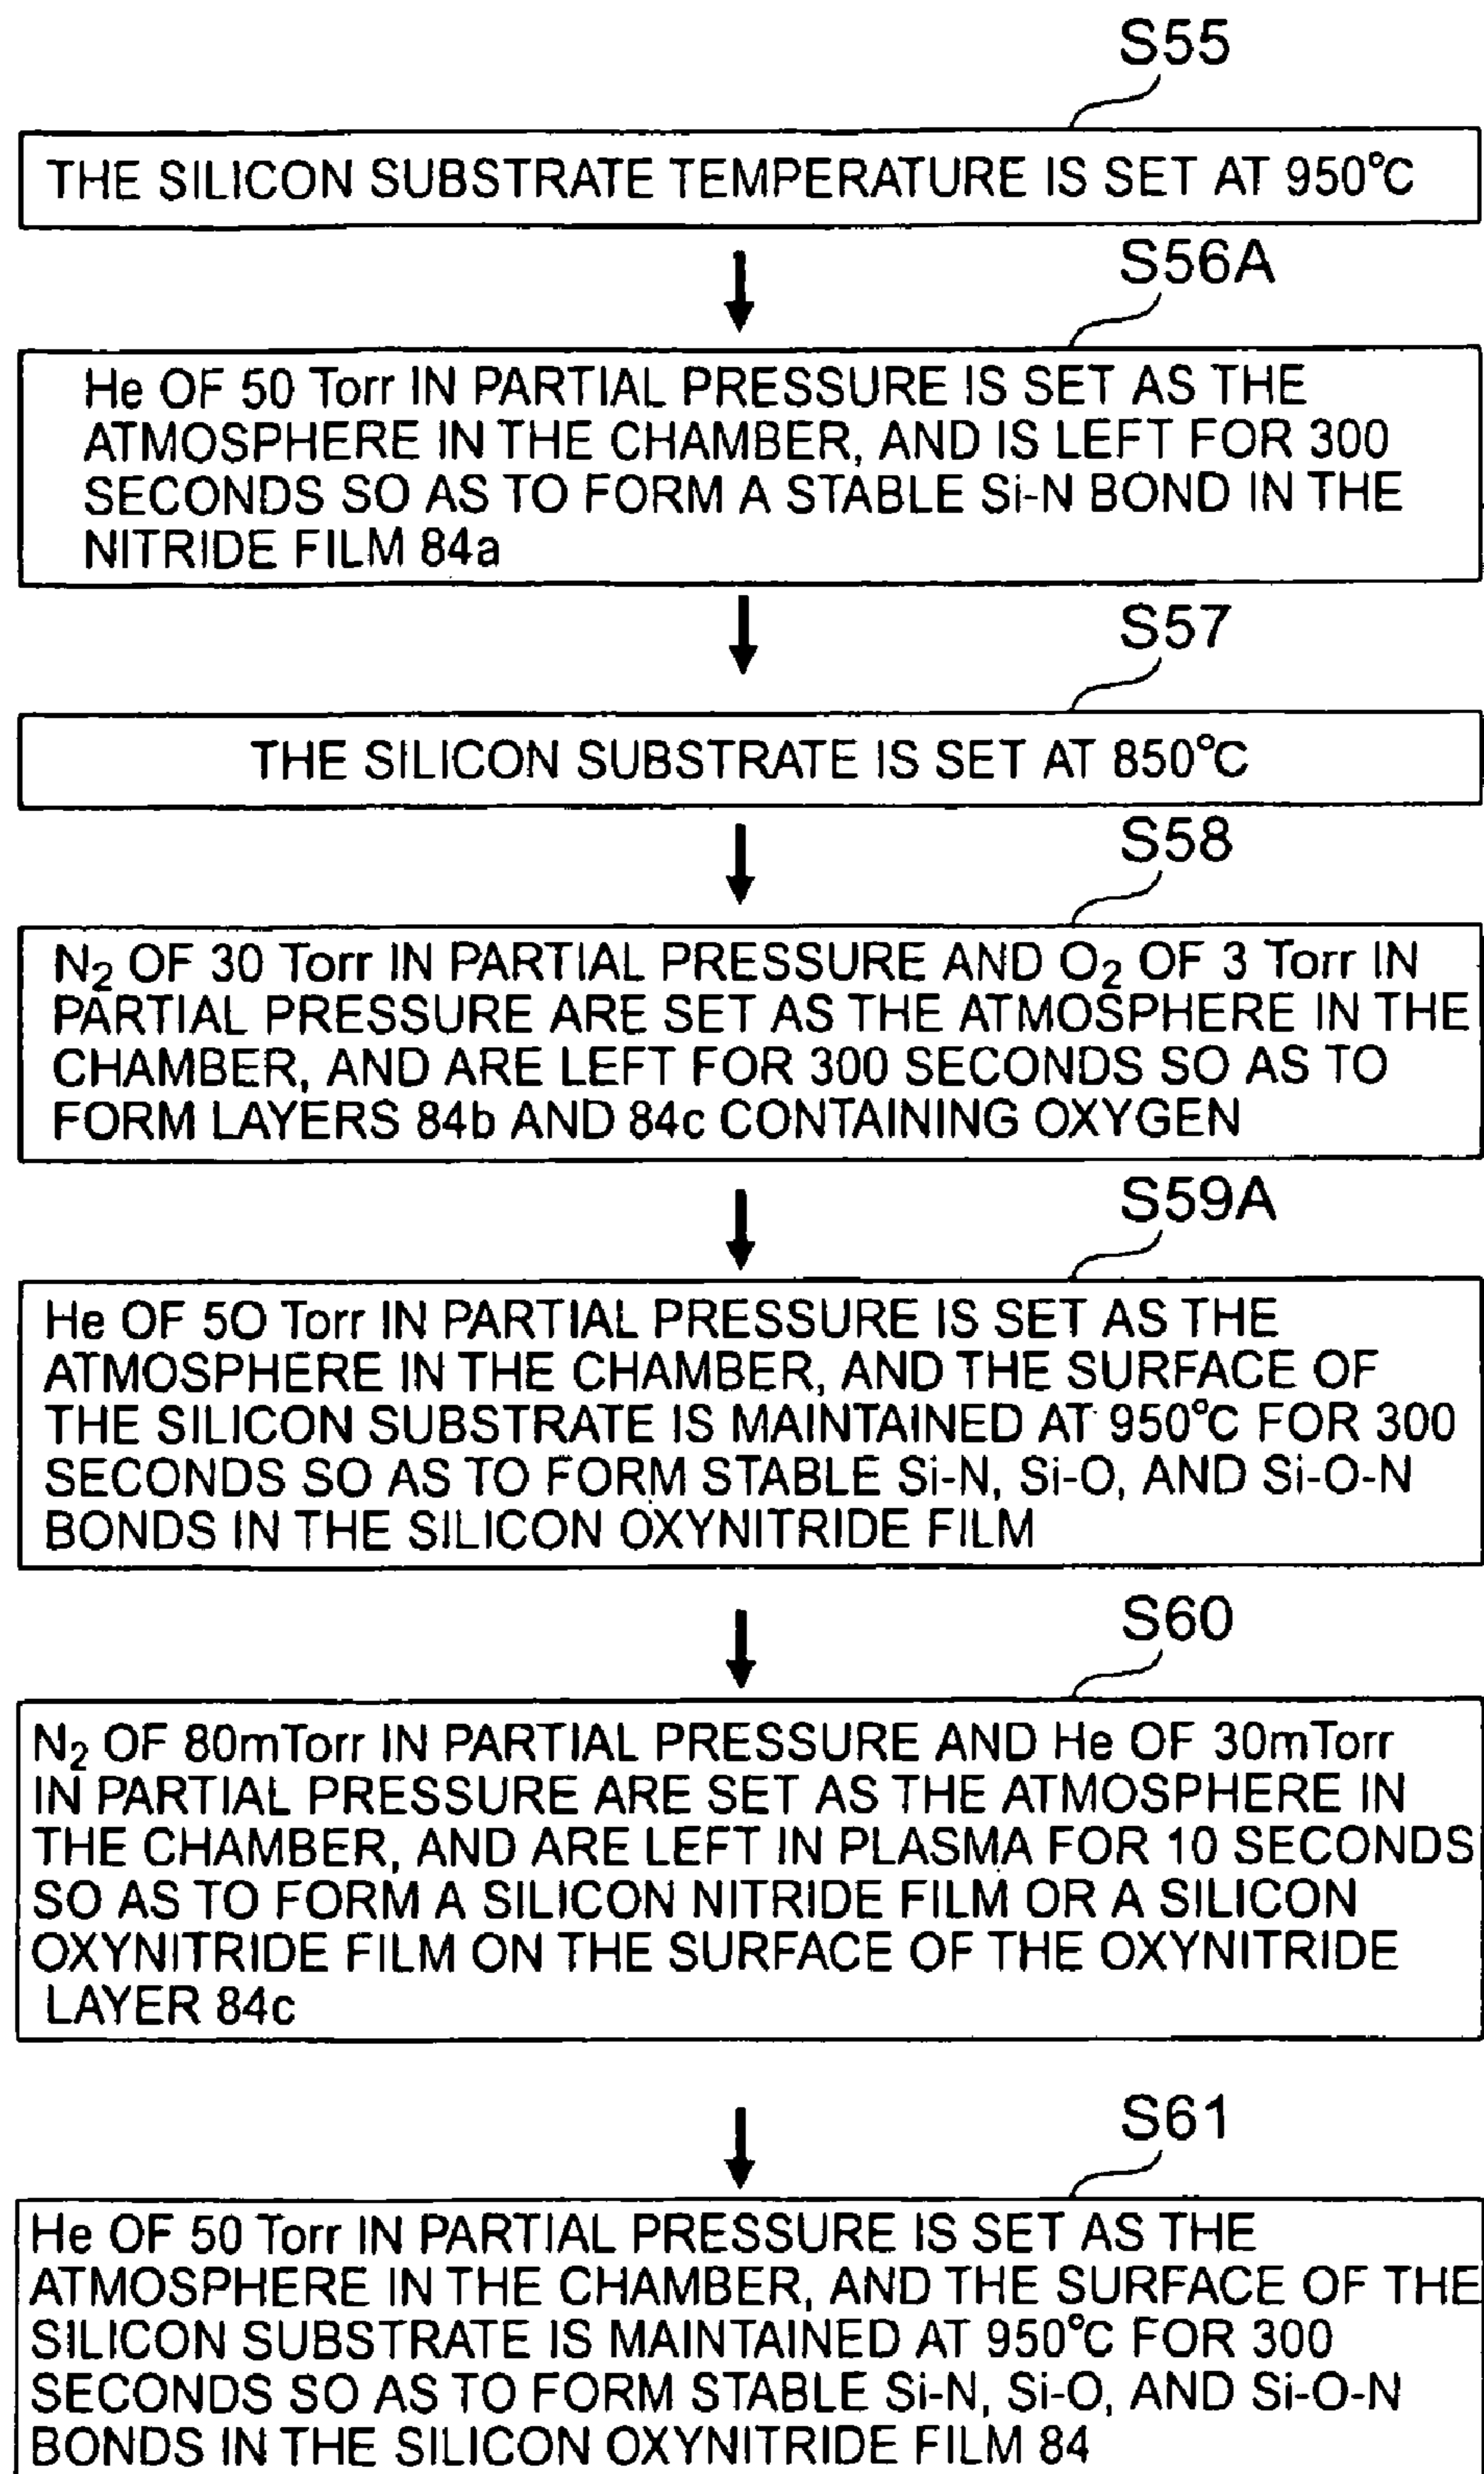 S55
THE SILICON SUBSTRATE TEMPERATURE IS SET AT 950°C
S56A
He OF 50 Torr IN PARTIAL PRESSURE IS SET AS THE
ATMOSPHERE IN THE CHAMBER, AND IS LEFT FOR 300
SECONDS SO AS TO FORM A STABLE Si-N BOND IN THE
NITRIDE FILM 84a
S57
THE SILICON SUBSTRATE IS SET AT 850°C
S58
N₂ OF 30 Torr IN PARTIAL PRESSURE AND O₂ OF 3 Torr IN
PARTIAL PRESSURE ARE SET AS THE ATMOSPHERE IN THE
CHAMBER, AND ARE LEFT FOR 300 SECONDS SO AS TO
FORM LAYERS 84b AND 84c CONTAINING OXYGEN
S59A
He OF 5O Torr IN PARTIAL PRESSURE IS SET AS THE
ATMOSPHERE IN THE CHAMBER, AND THE SURFACE OF
THE SILICON SUBSTRATE IS MAINTAINED AT 950°C FOR 300
SECONDS SO AS TO FORM STABLE Si-N, Si-O, AND Si-O-N
BONDS IN THE SILICON OXYNITRIDE FILM
S60
N₂ OF 80mTorr IN PARTIAL PRESSURE AND He OF 30mTorr
IN PARTIAL PRESSURE ARE SET AS THE ATMOSPHERE IN
THE CHAMBER, AND ARE LEFT IN PLASMA FOR 10 SECONDS
SO AS TO FORM A SILICON NITRIDE FILM OR A SILICON
OXYNITRIDE FILM ON THE SURFACE OF THE OXYNITRIDE
LAYER 84c
S61
He OF 50 Torr IN PARTIAL PRESSURE IS SET AS THE
ATMOSPHERE IN THE CHAMBER, AND THE SURFACE OF THE
SILICON SUBSTRATE IS MAINTAINED AT 950°C FOR 300
SECONDS SO AS TO FORM STABLE Si-N, Si-O, AND Si-O-N
BONDS IN THE SILICON OXYNITRIDE FILM 84